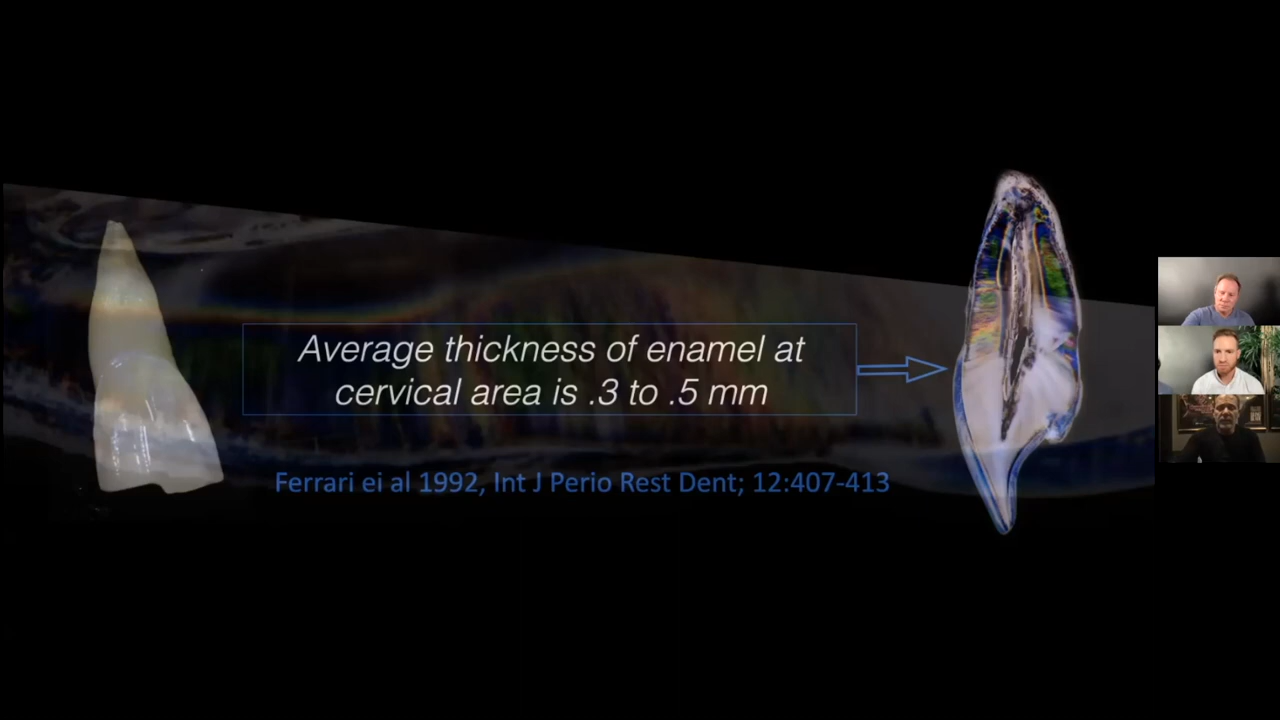 Average thickness of enamel at
cervical area is .3 to .5 mm
Ferrari ei al 1992, Int J Perio Rest Dent; 12:407-413